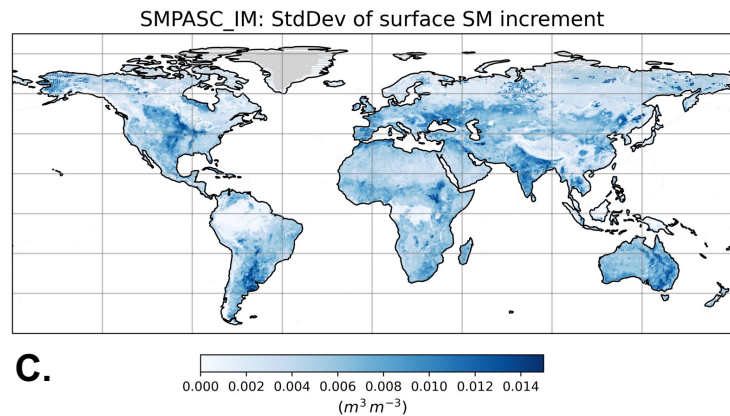 SMPASC_IM: StdDev of surface SM increment
C.
0.000 0.002 0.004 0.006 0.008 0.010 0.012 0.014
(m³ m⁻³)